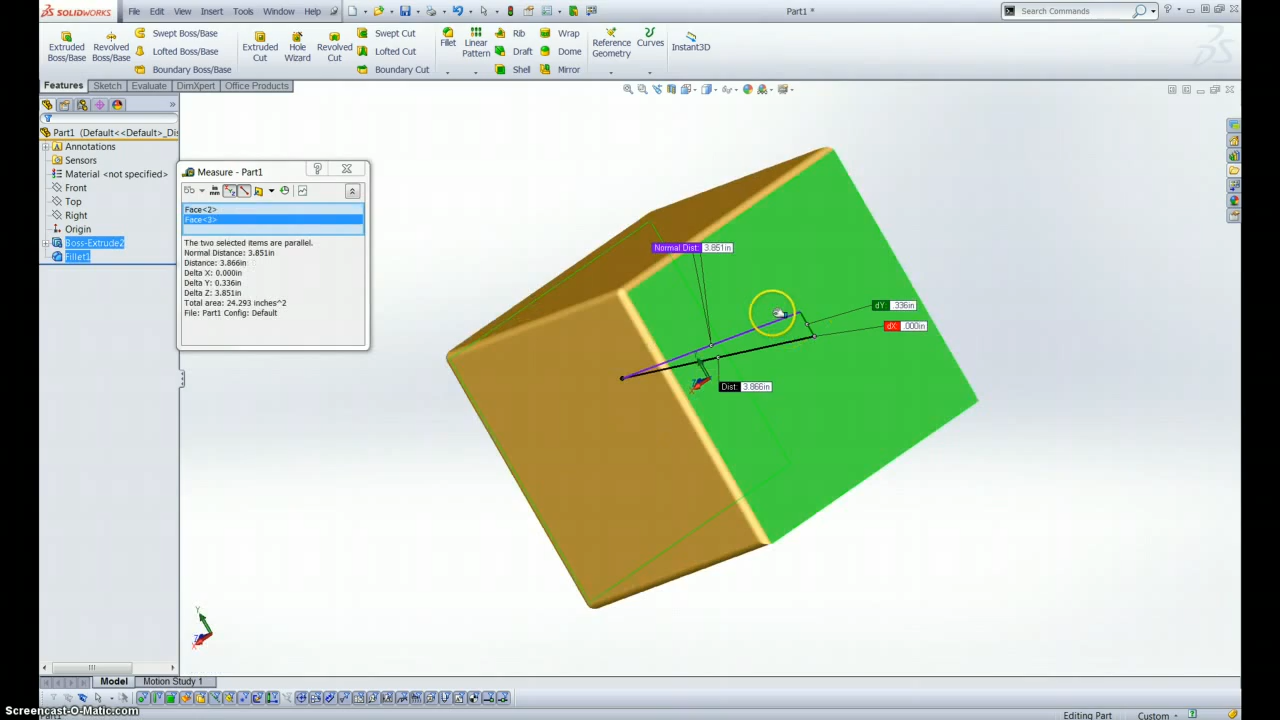 SOLIDWORKS File Edit View Insert Tools Window Help Part1 * Search Commands
Extruded Boss/Base
Revolved Boss/Base
Swept Boss/Base
Lofted Boss/Base
Boundary Boss/Base
Extruded Cut
Hole Wizard
Revolved Cut
Swept Cut
Lofted Cut
Boundary Cut
Fillet
Linear Pattern
Rib
Draft
Shell
Wrap
Dome
Mirror
Reference Geometry
Curves
Instant3D
Features Sketch Evaluate DimXpert Office Products
Part1 (Default<<Default>_Dis
Annotations
Sensors
Material <not specified>
Front
Top
Right
Origin
Boss-Extrude2
Fillet1
Measure - Part1
Face<2>
Face<3>
The two selected items are parallel.
Normal Distance: 3.851in
Distance: 3.866in
Delta X: 0.000in
Delta Y: 0.336in
Delta Z: 3.851in
Total area: 24.293 inches^2
File: Part1 Config: Default
Normal Dist: 3.851in
dY: .336in
dX: .000in
Dist: 3.866in
Y
Z
X
Model Motion Study 1
Editing Part Custom
Screencast-O-Matic.com